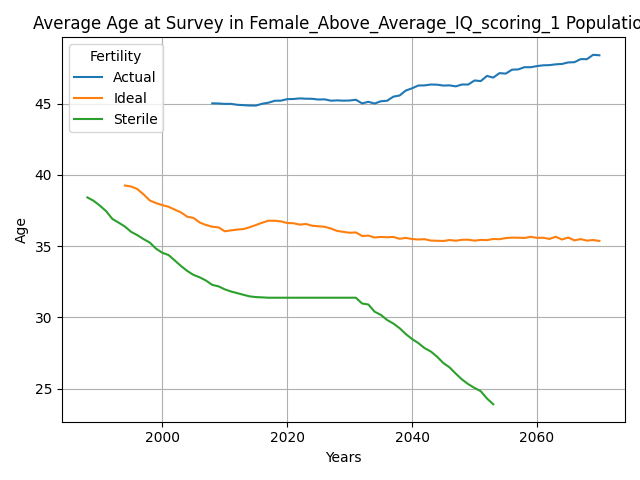 Average Age at Survey in Female_Above_Average_IQ_scoring_1 Populatio
Fertility
Actual
Ideal
Sterile
45
40
35
30
25
Age
2000
2020
2040
2060
Years